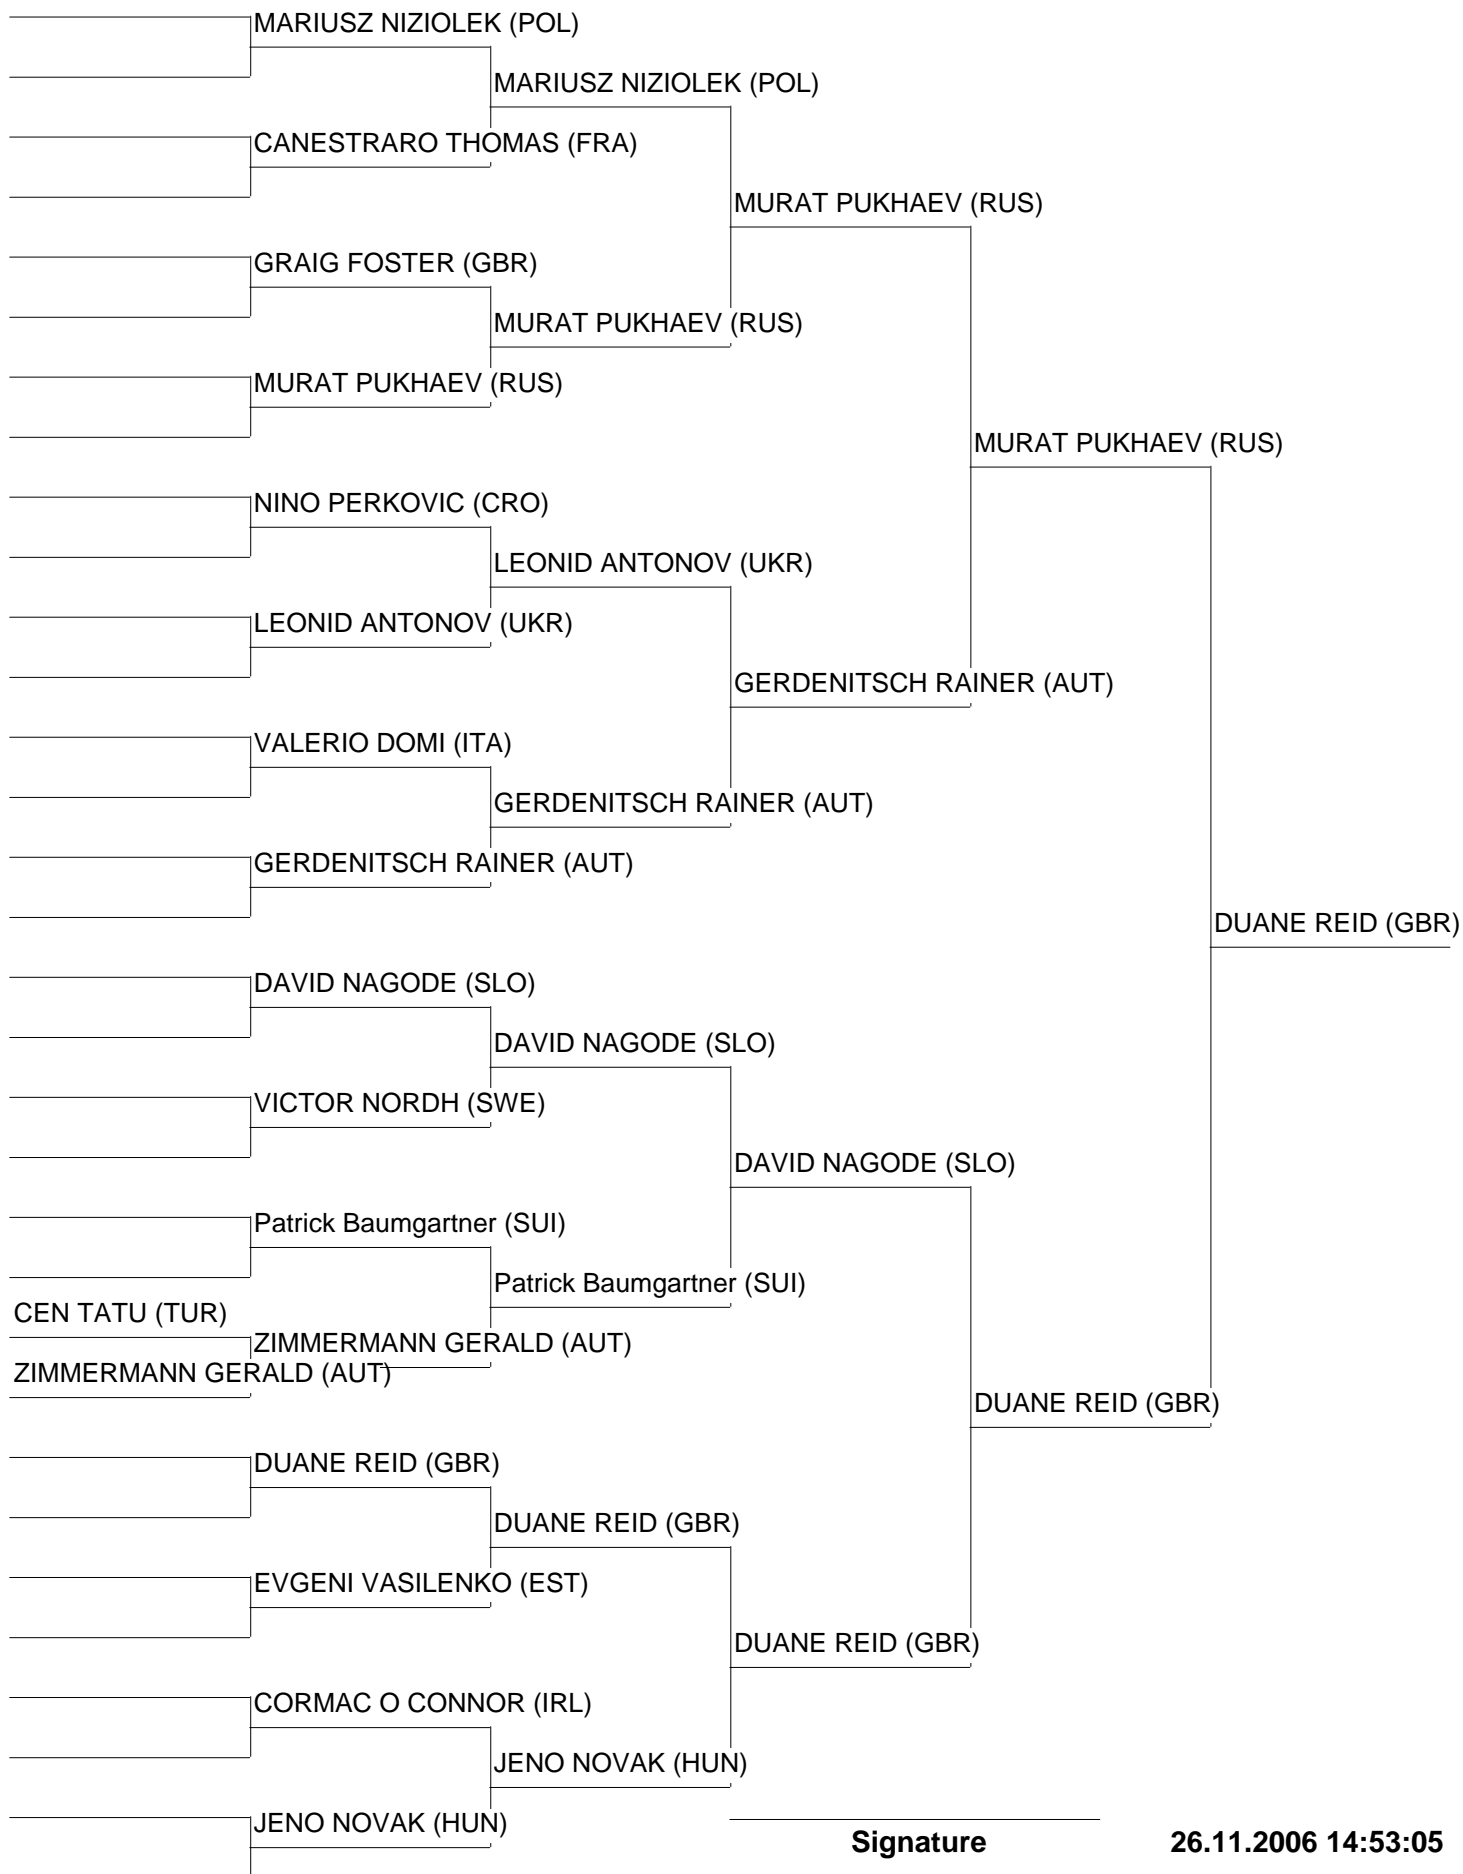 MARIUSZ NIZIOLEK (POL)
MARIUSZ NIZIOLEK (POL)
CANESTRARO THOMAS (FRA)
MURAT PUKHAEV (RUS)
GRAIG FOSTER (GBR)
MURAT PUKHAEV (RUS)
MURAT PUKHAEV (RUS)
MURAT PUKHAEV (RUS)
NINO PERKOVIC (CRO)
LEONID ANTONOV (UKR)
LEONID ANTONOV (UKR)
GERDENITSCH RAINER (AUT)
VALERIO DOMI (ITA)
GERDENITSCH RAINER (AUT)
GERDENITSCH RAINER (AUT)
DUANE REID (GBR)
DAVID NAGODE (SLO)
DAVID NAGODE (SLO)
VICTOR NORDH (SWE)
DAVID NAGODE (SLO)
Patrick Baumgartner (SUI)
Patrick Baumgartner (SUI)
CEN TATU (TUR)
ZIMMERMANN GERALD (AUT)
ZIMMERMANN GERALD (AUT)
DUANE REID (GBR)
DUANE REID (GBR)
DUANE REID (GBR)
EVGENI VASILENKO (EST)
DUANE REID (GBR)
CORMAC O CONNOR (IRL)
JENO NOVAK (HUN)
JENO NOVAK (HUN)
Signature 26.11.2006 14:53:05